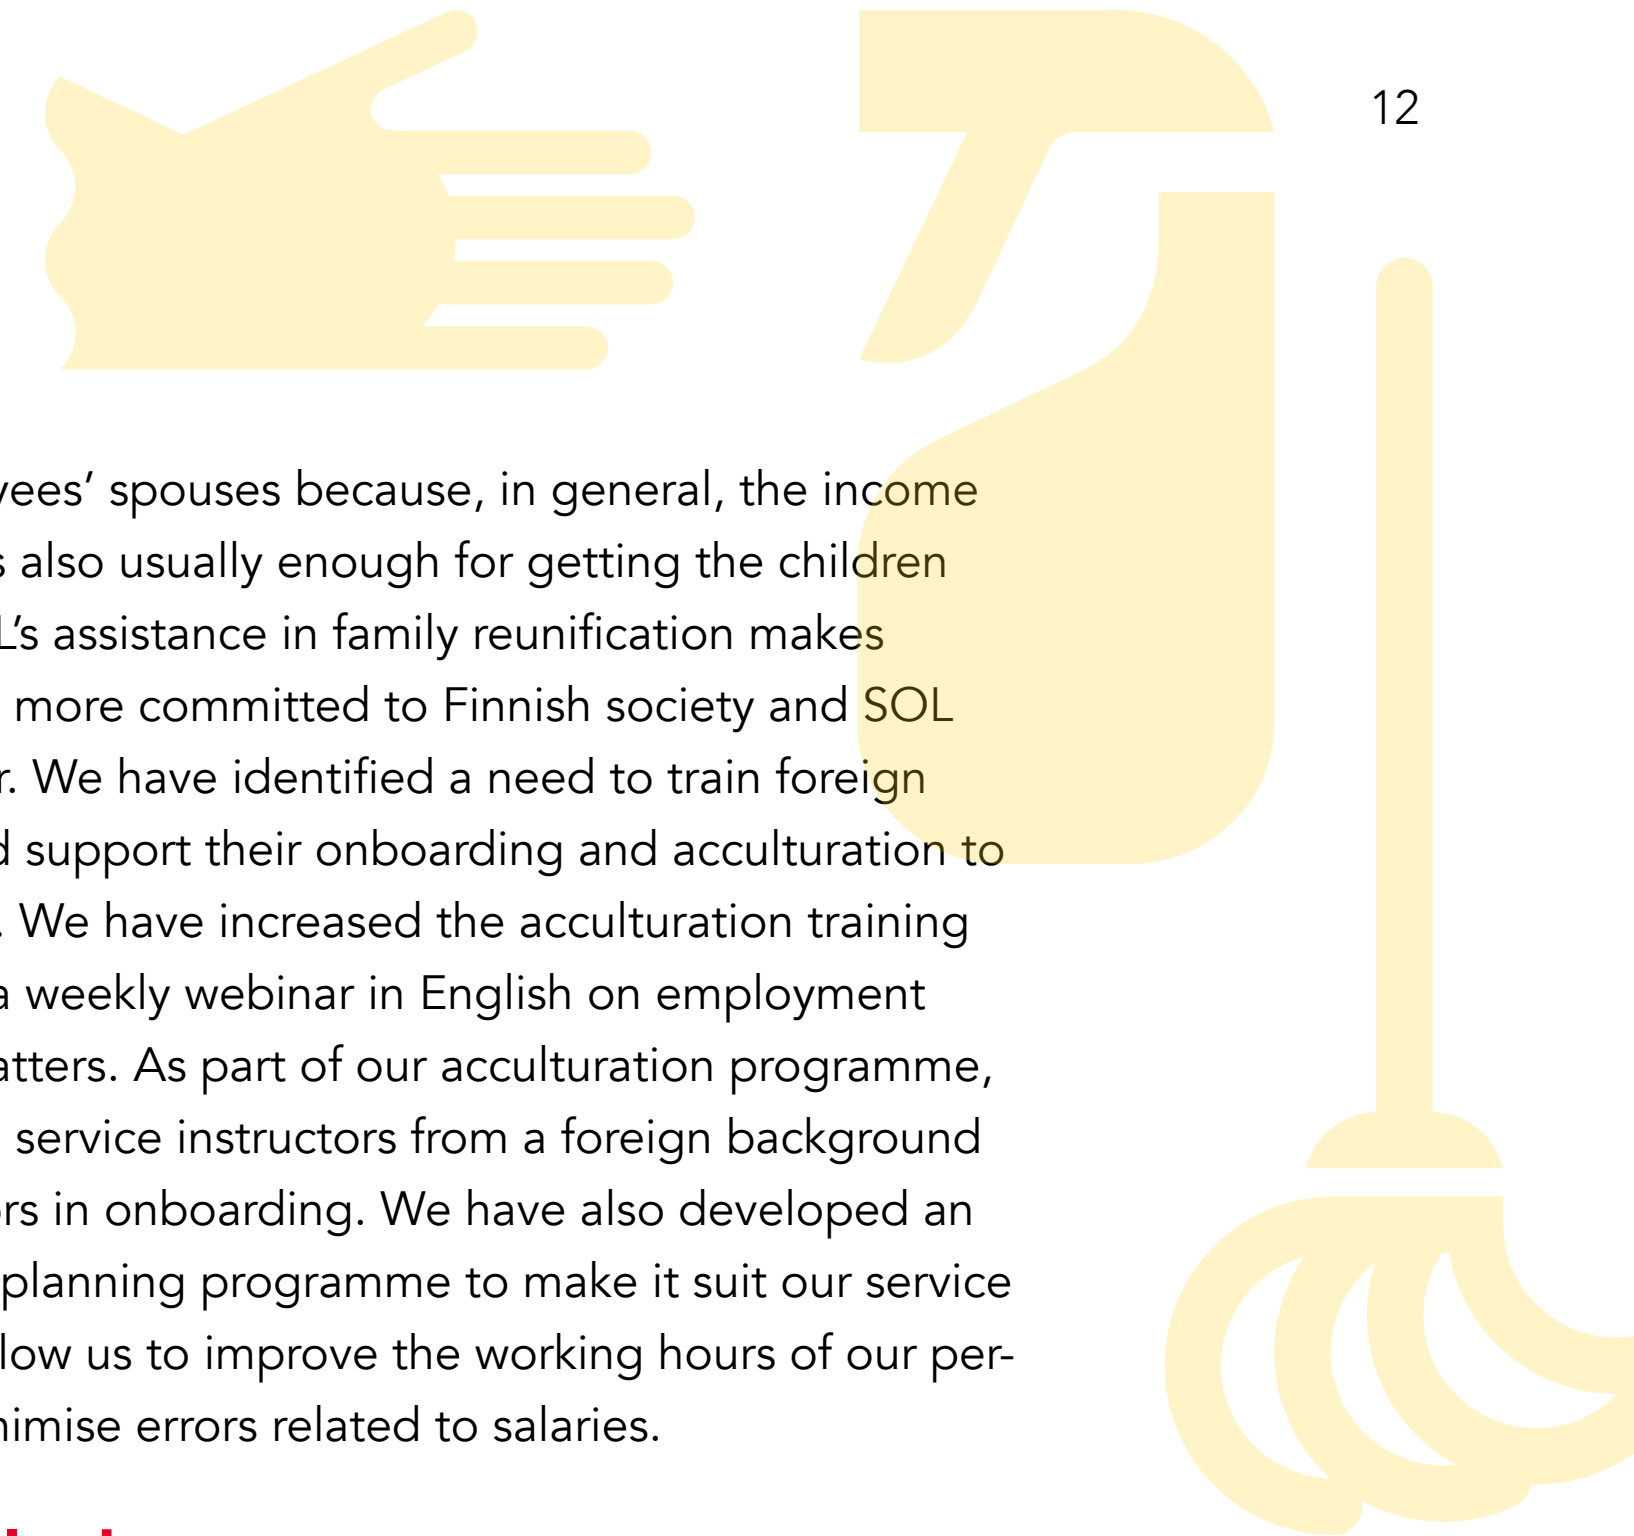 12
yees’ spouses because, in general, the income
s also usually enough for getting the children
L’s assistance in family reunification makes
more committed to Finnish society and SOL
r. We have identified a need to train foreign
d support their onboarding and acculturation to
. We have increased the acculturation training
a weekly webinar in English on employment
atters. As part of our acculturation programme,
service instructors from a foreign background
ors in onboarding. We have also developed an
planning programme to make it suit our service
low us to improve the working hours of our per-
nimise errors related to salaries.